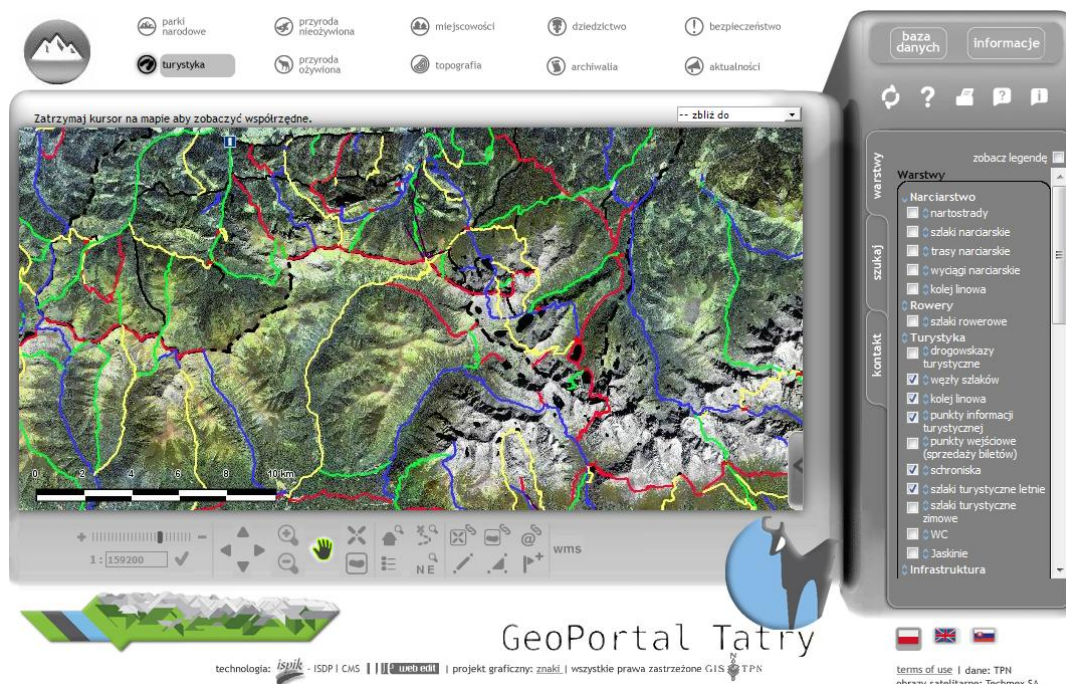 parki
narodowe
przyroda
nieożywiona
miejscowości
dziedzictwo
bezpieczeństwo
turystyka
przyroda
ożywiona
topografia
archiwalia
aktualności
baza
danych
informacje
Zatrzymaj kursor na mapie aby zobaczyć współrzędne.
-- zbliż do
zobacz legendę
warstwy
szukaj
kontakt
Warstwy
Narciarstwo
nartostrady
szlaki narciarskie
trasy narciarskie
wyciągi narciarskie
kolej linowa
Rowery
szlaki rowerowe
Turystyka
drogowskazy
turystyczne
węzły szlaków
kolej linowa
punkty informacji
turystycznej
punkty wejściowe
(sprzedaży biletów)
schroniska
szlaki turystyczne letnie
szlaki turystyczne
zimowe
WC
Jaskinie
Infrastruktura
0 2 4 6 8 10 km
1: 159200
N E
wms
GeoPortal Tatry
technologia: ispik - ISDP | CMS web edit | projekt graficzny: znaki | wszystkie prawa zastrzeżone GIS TPN
terms of use | dane: TPN
obrazy satelitarne: Techmex SA